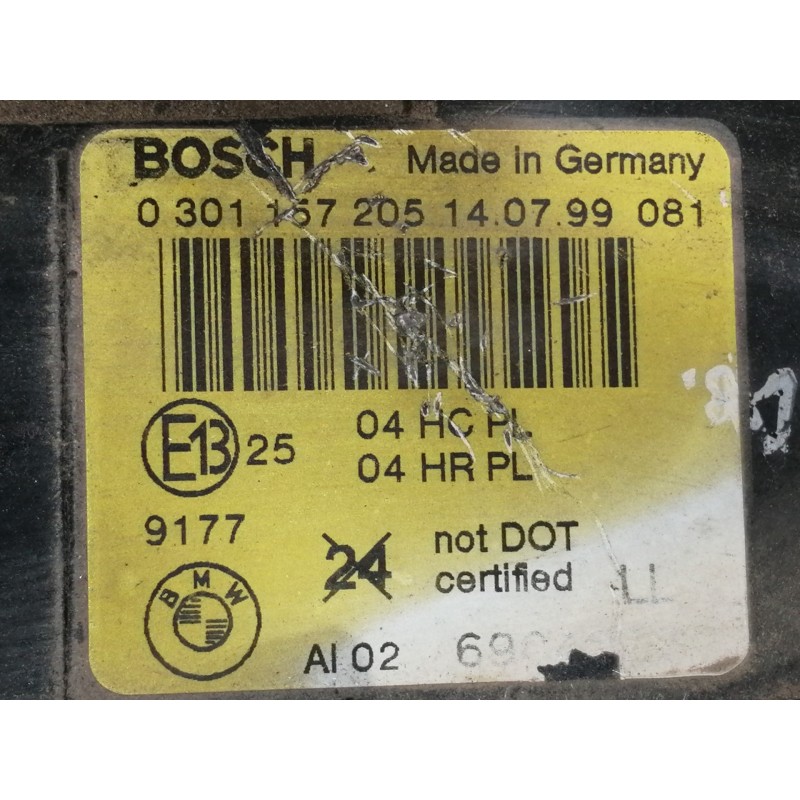 BOSCH Made in Germany
0 301 157 205 14.07.99 081
E13 25 04 HC PL
04 HR PL
9177
24 not DOT
certified LL
BMW
AI 02